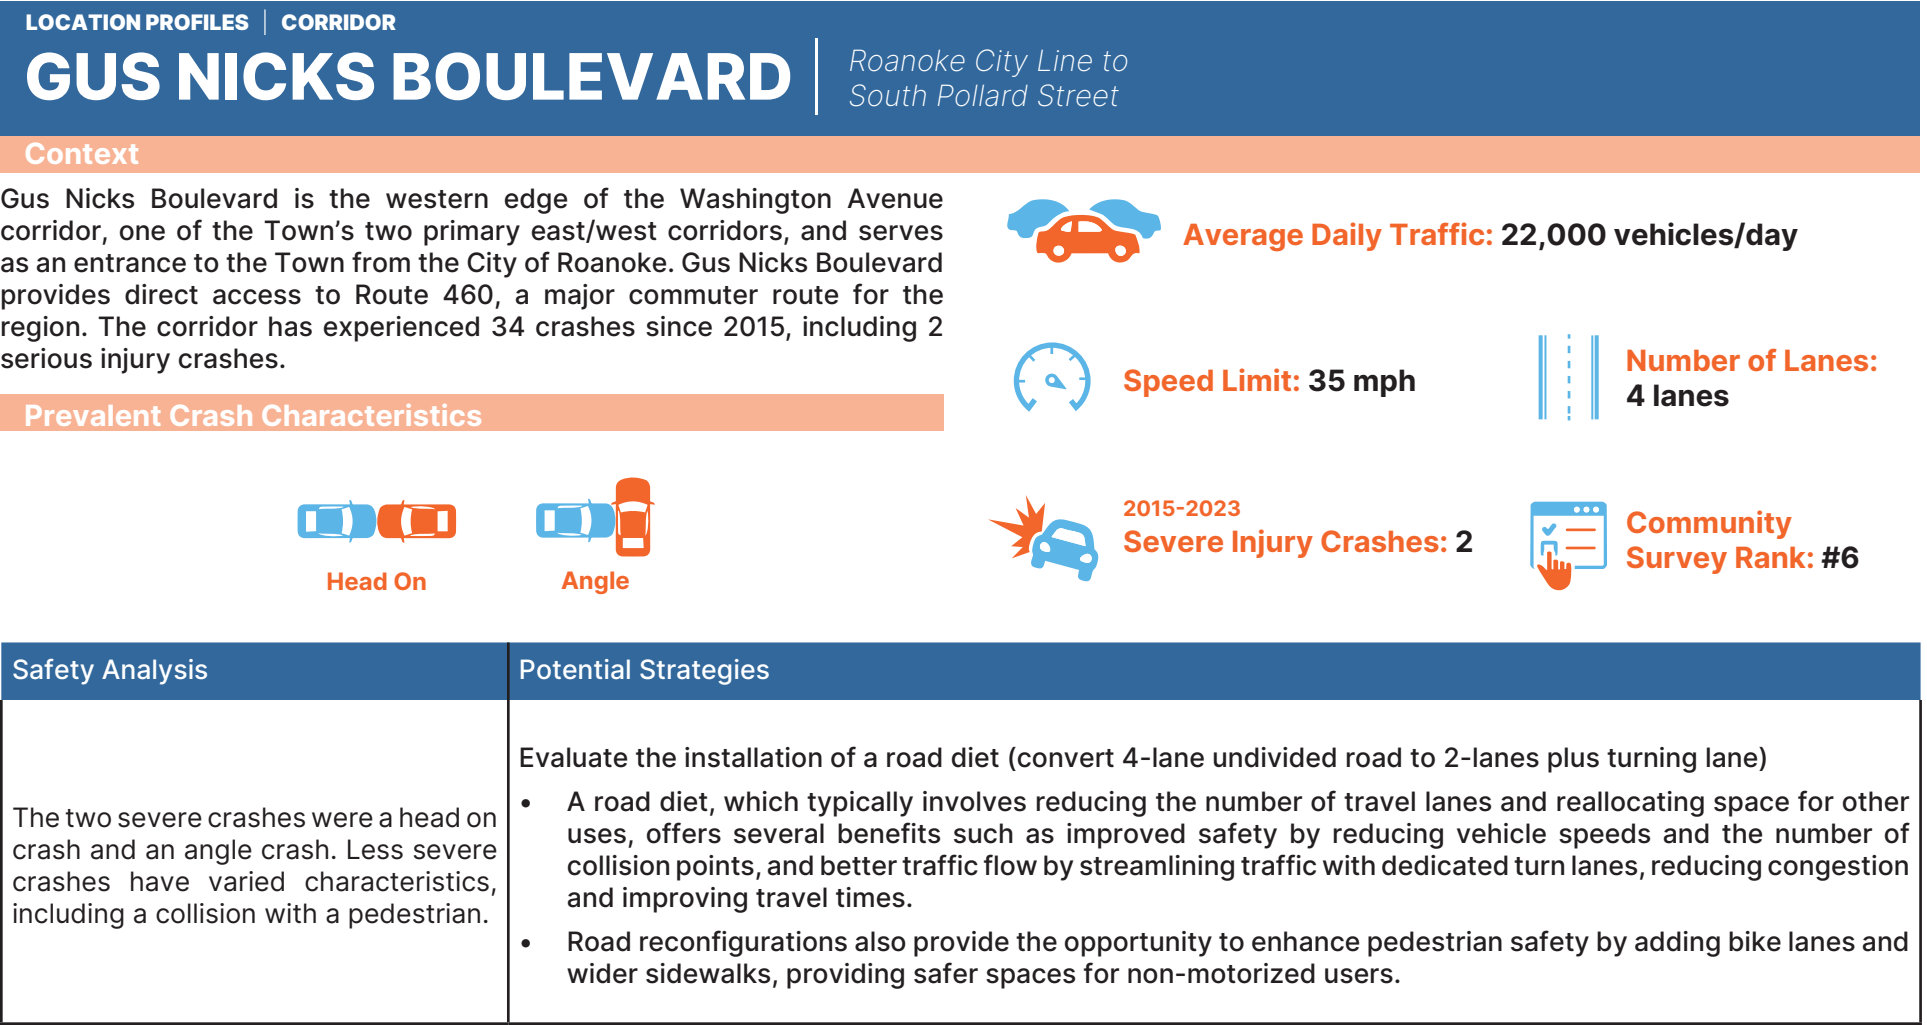 LOCATION PROFILES | CORRIDOR
GUS NICKS BOULEVARD
Roanoke City Line to
South Pollard Street
Context
Gus Nicks Boulevard is the western edge of the Washington Avenue
corridor, one of the Town’s two primary east/west corridors, and serves
as an entrance to the Town from the City of Roanoke. Gus Nicks Boulevard
provides direct access to Route 460, a major commuter route for the
region. The corridor has experienced 34 crashes since 2015, including 2
serious injury crashes.
Prevalent Crash Characteristics
Head On
Angle
Average Daily Traffic: 22,000 vehicles/day
Speed Limit: 35 mph
Number of Lanes:
4 lanes
2015-2023
Severe Injury Crashes: 2
Community
Survey Rank: #6
Safety Analysis
The two severe crashes were a head on
crash and an angle crash. Less severe
crashes have varied characteristics,
including a collision with a pedestrian.
Potential Strategies
Evaluate the installation of a road diet (convert 4-lane undivided road to 2-lanes plus turning lane)
• A road diet, which typically involves reducing the number of travel lanes and reallocating space for other
uses, offers several benefits such as improved safety by reducing vehicle speeds and the number of
collision points, and better traffic flow by streamlining traffic with dedicated turn lanes, reducing congestion
and improving travel times.
• Road reconfigurations also provide the opportunity to enhance pedestrian safety by adding bike lanes and
wider sidewalks, providing safer spaces for non-motorized users.